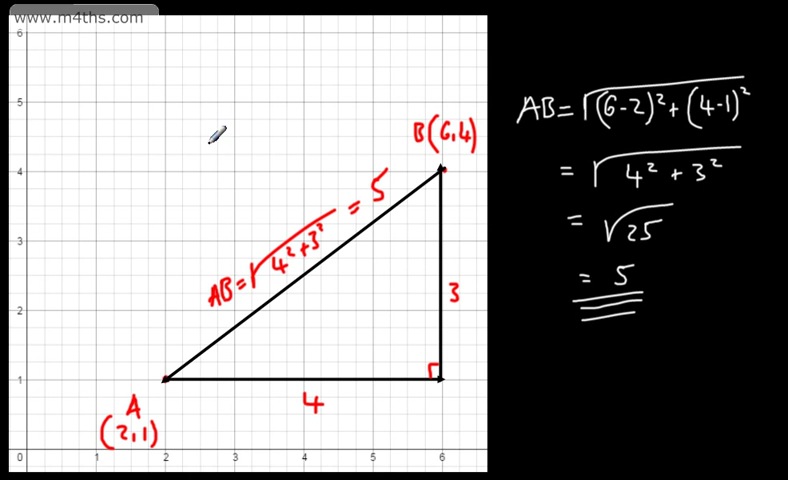 www.m4ths.com
6
5
4
3
2
1
0 1 2 3 4 5 6
B(6,4)
AB=√4²+3² = 5
3
4
A
(2,1)
AB=√(6-2)²+(4-1)²
= √4²+3²
= √25
= 5